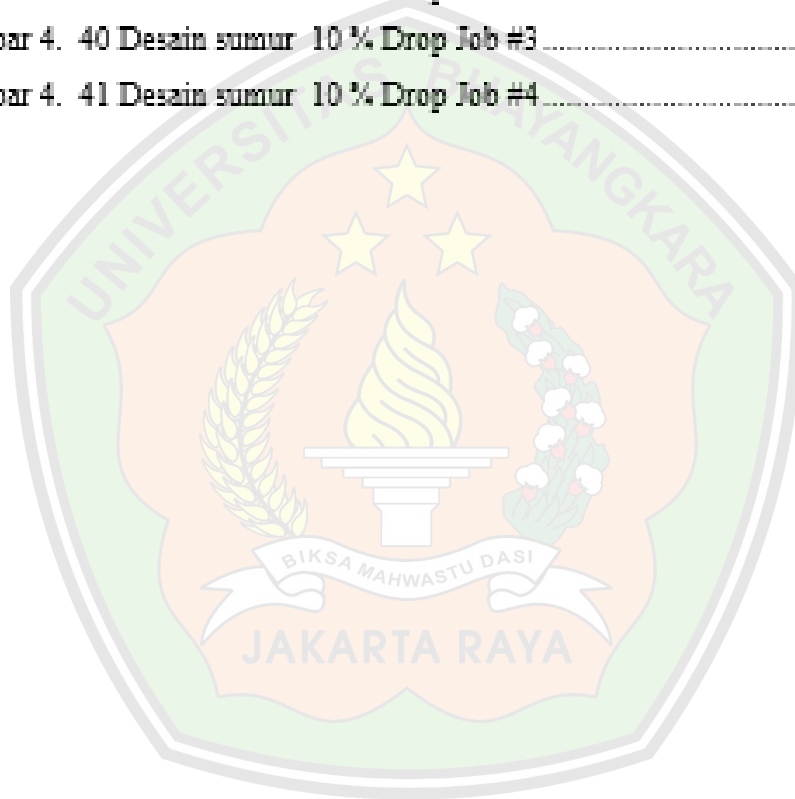 bar 4. 40 Desain sumur 10 % Drop Job #3
bar 4. 41 Desain sumur 10 % Drop Job #4
UNIVERSITAS BHAYANGKARA
BIKSA MAHWASTU DASI
JAKARTA RAYA